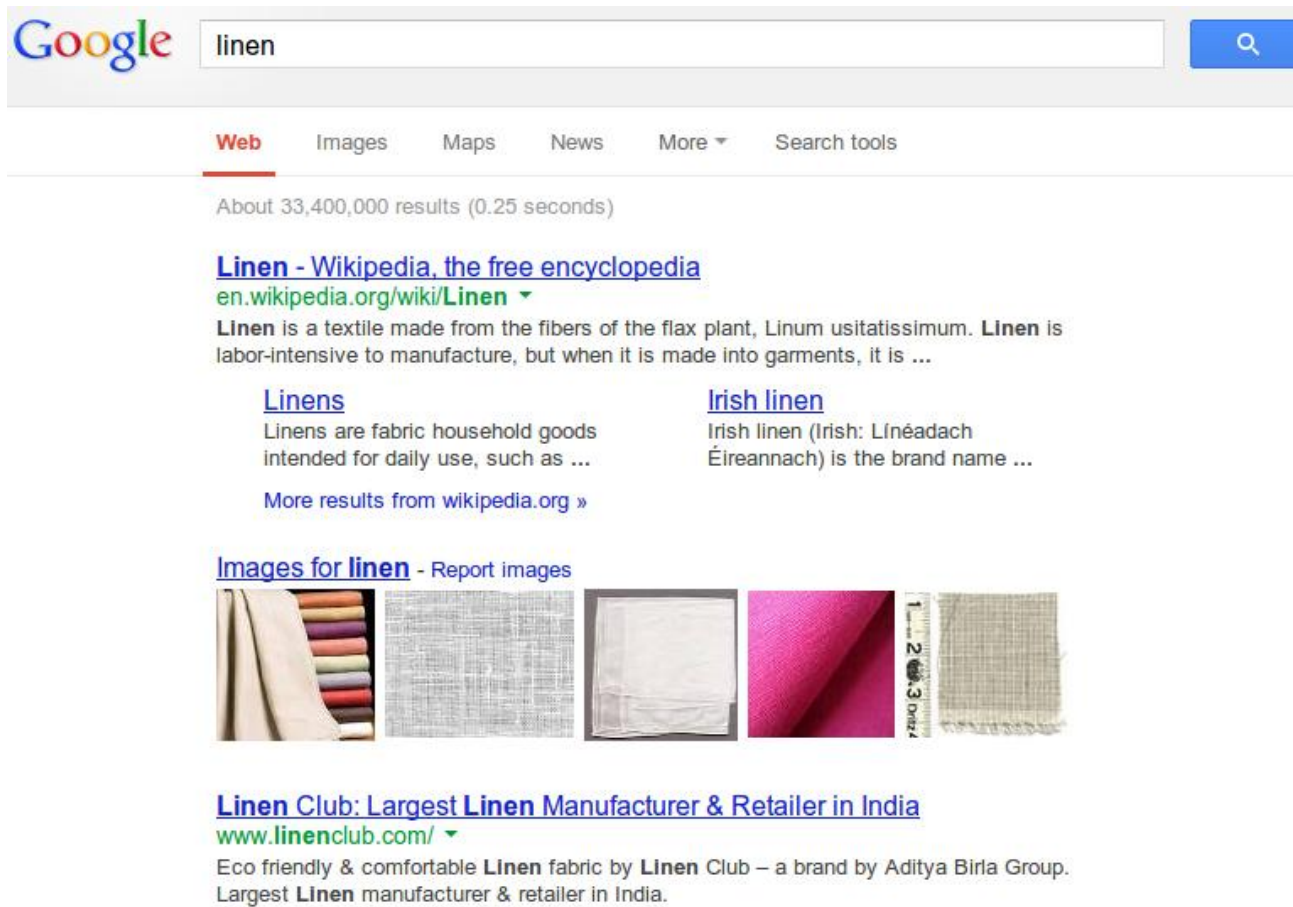 Google linen
Web Images Maps News More Search tools
About 33,400,000 results (0.25 seconds)
Linen - Wikipedia, the free encyclopedia
en.wikipedia.org/wiki/Linen
Linen is a textile made from the fibers of the flax plant, Linum usitatissimum. Linen is
labor-intensive to manufacture, but when it is made into garments, it is ...
Linens
Linens are fabric household goods
intended for daily use, such as ...
Irish linen
Irish linen (Irish: Línéadach
Éireannach) is the brand name ...
More results from wikipedia.org »
Images for linen - Report images
1
2
3 Dritz 4
Linen Club: Largest Linen Manufacturer & Retailer in India
www.linenclub.com/
Eco friendly & comfortable Linen fabric by Linen Club – a brand by Aditya Birla Group.
Largest Linen manufacturer & retailer in India.